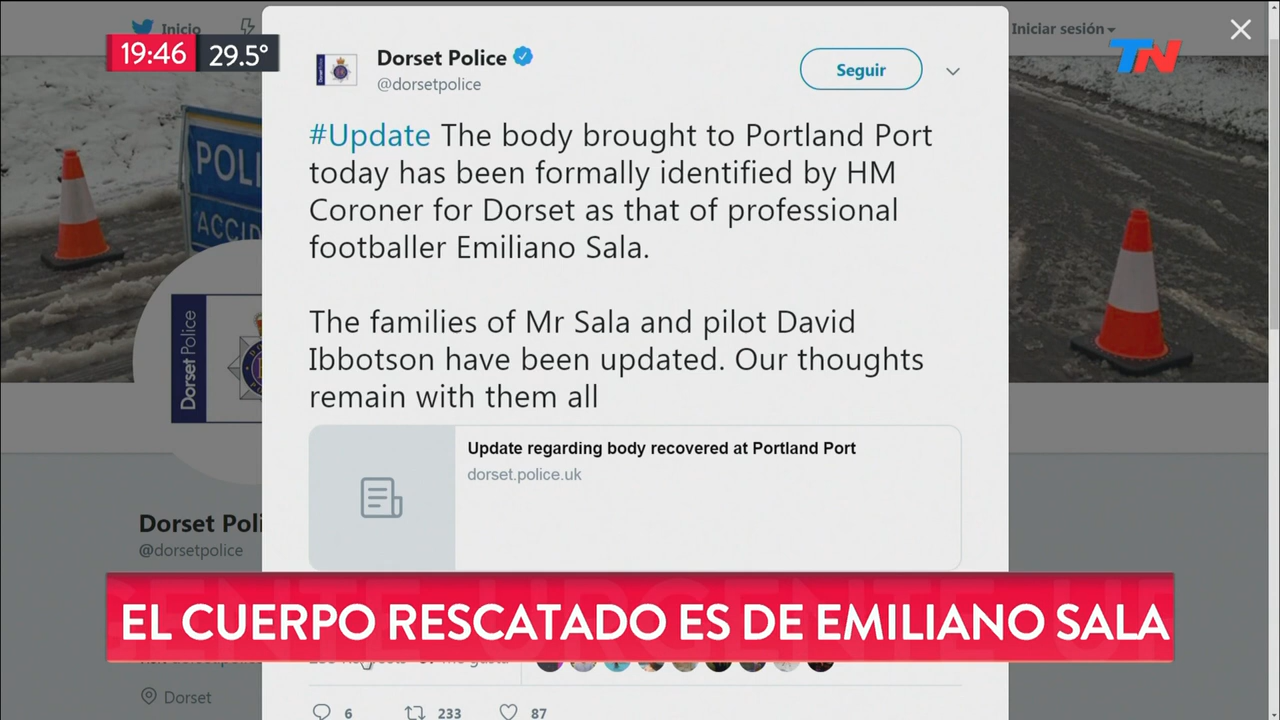 Inicio
Iniciar sesión
19:46 29.5°
TN
Dorset Police
@dorsetpolice
Seguir
#Update The body brought to Portland Port
today has been formally identified by HM
Coroner for Dorset as that of professional
footballer Emiliano Sala.
The families of Mr Sala and pilot David
Ibbotson have been updated. Our thoughts
remain with them all
Update regarding body recovered at Portland Port
dorset.police.uk
POLI
ACCID
Dorset Police
Dorset Poli
@dorsetpolice
GENTE URGENTE U
EL CUERPO RESCATADO ES DE EMILIANO SALA
Dorset
6 233 87